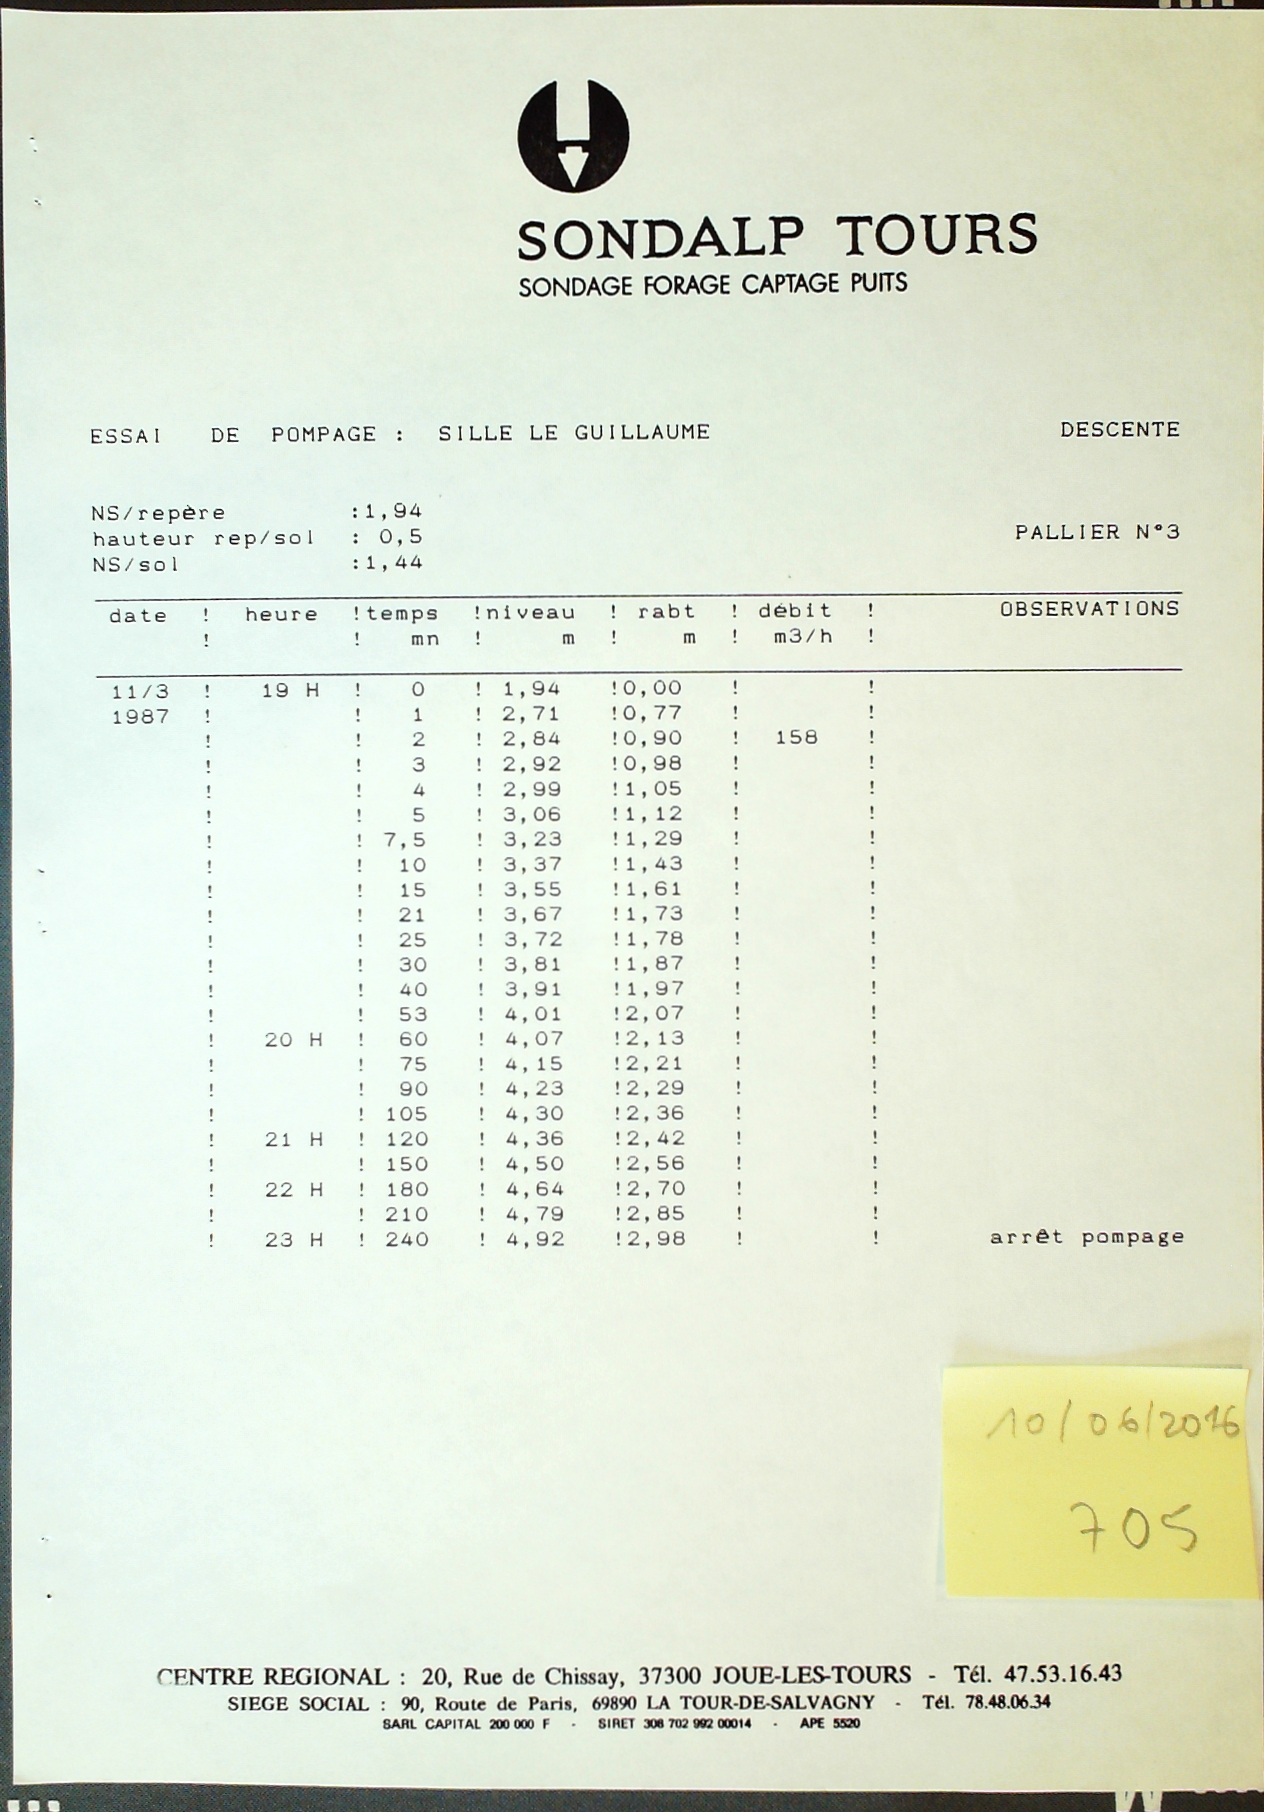 SONDALP TOURS
SONDAGE FORAGE CAPTAGE PUITS
ESSAI DE POMPAGE : SILLE LE GUILLAUME DESCENTE
NS/repère :1,94
hauteur rep/sol : 0,5 PALLIER N°3
NS/sol :1,44
date ! heure !temps !niveau ! rabt ! débit ! OBSERVATIONS
! ! mn ! m ! m ! m3/h !
11/3 ! 19 H ! 0 ! 1,94 !0,00 ! !
1987 ! ! 1 ! 2,71 !0,77 ! !
! ! 2 ! 2,84 !0,90 ! 158 !
! ! 3 ! 2,92 !0,98 ! !
! ! 4 ! 2,99 !1,05 ! !
! ! 5 ! 3,06 !1,12 ! !
! ! 7,5 ! 3,23 !1,29 ! !
! ! 10 ! 3,37 !1,43 ! !
! ! 15 ! 3,55 !1,61 ! !
! ! 21 ! 3,67 !1,73 ! !
! ! 25 ! 3,72 !1,78 ! !
! ! 30 ! 3,81 !1,87 ! !
! ! 40 ! 3,91 !1,97 ! !
! ! 53 ! 4,01 !2,07 ! !
! 20 H ! 60 ! 4,07 !2,13 ! !
! ! 75 ! 4,15 !2,21 ! !
! ! 90 ! 4,23 !2,29 ! !
! ! 105 ! 4,30 !2,36 ! !
! 21 H ! 120 ! 4,36 !2,42 ! !
! ! 150 ! 4,50 !2,56 ! !
! 22 H ! 180 ! 4,64 !2,70 ! !
! ! 210 ! 4,79 !2,85 ! !
! 23 H ! 240 ! 4,92 !2,98 ! ! arrêt pompage
10/06/2016
705
CENTRE REGIONAL : 20, Rue de Chissay, 37300 JOUE-LES-TOURS - Tél. 47.53.16.43
SIEGE SOCIAL : 90, Route de Paris, 69890 LA TOUR-DE-SALVAGNY - Tél. 78.48.06.34
SARL CAPITAL 200 000 F - SIRET 308 702 992 00014 - APE 5520